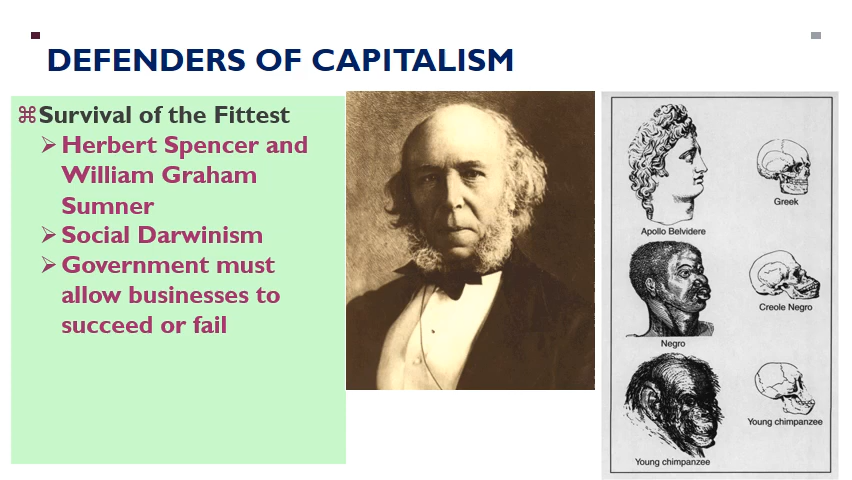 DEFENDERS OF CAPITALISM
⌘Survival of the Fittest
➢Herbert Spencer and
William Graham
Sumner
➢Social Darwinism
➢Government must
allow businesses to
succeed or fail
Apollo Belvidere
Greek
Negro
Creole Negro
Young chimpanzee
Young chimpanzee